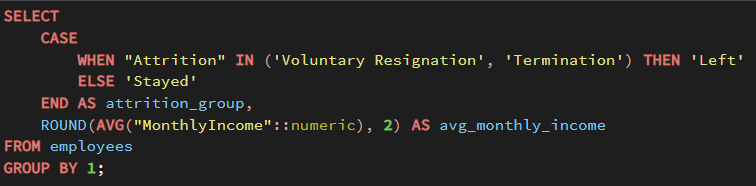 SELECT
    CASE
        WHEN "Attrition" IN ('Voluntary Resignation', 'Termination') THEN 'Left'
        ELSE 'Stayed'
    END AS attrition_group,
    ROUND(AVG("MonthlyIncome"::numeric), 2) AS avg_monthly_income
FROM employees
GROUP BY 1;